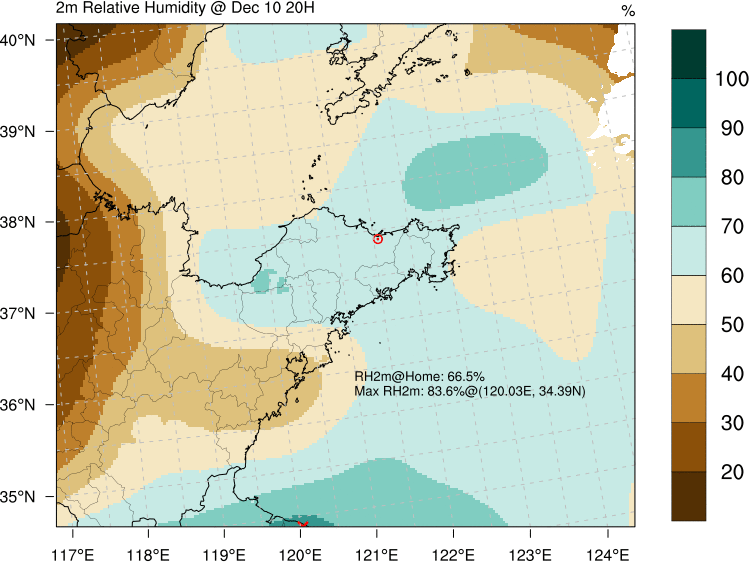 2m Relative Humidity @ Dec 10 20H
%
40°N
39°N
38°N
37°N
36°N
35°N
117°E 118°E 119°E 120°E 121°E 122°E 123°E 124°E
RH2m@Home: 66.5%
Max RH2m: 83.6%@(120.03E, 34.39N)
100
90
80
70
60
50
40
30
20